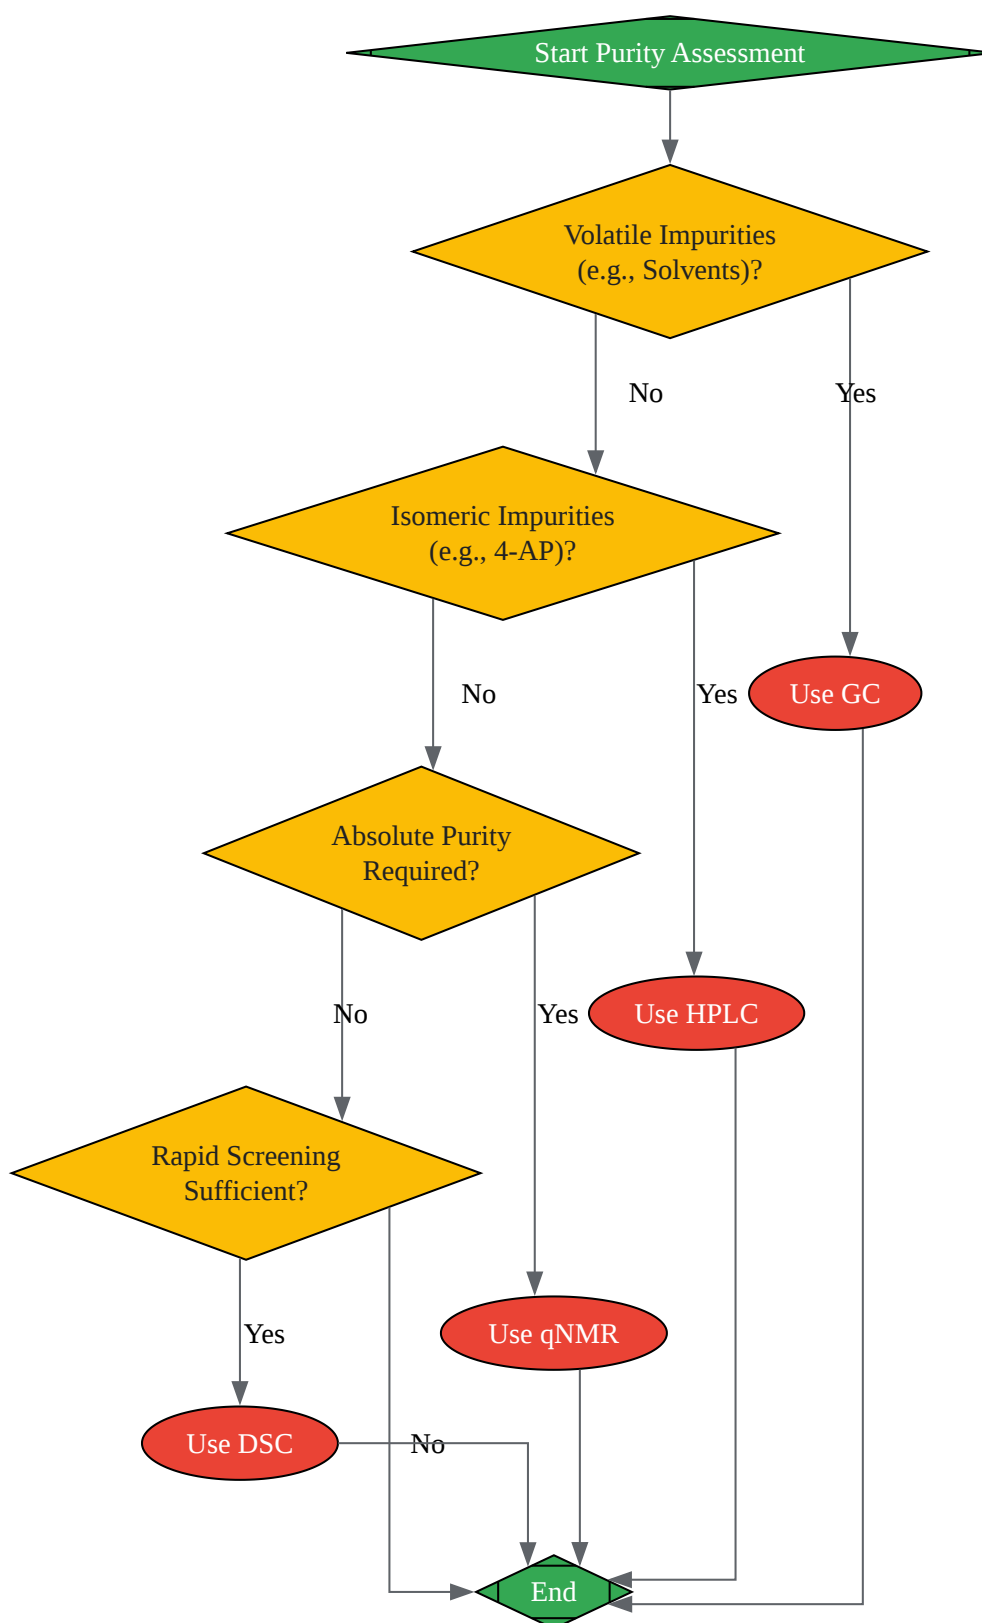 Start Purity Assessment
Volatile Impurities
(e.g., Solvents)?
No
Yes
Isomeric Impurities
(e.g., 4-AP)?
No
Yes
Use GC
Absolute Purity
Required?
No
Yes
Use HPLC
Rapid Screening
Sufficient?
Yes
Use qNMR
Use DSC
No
End